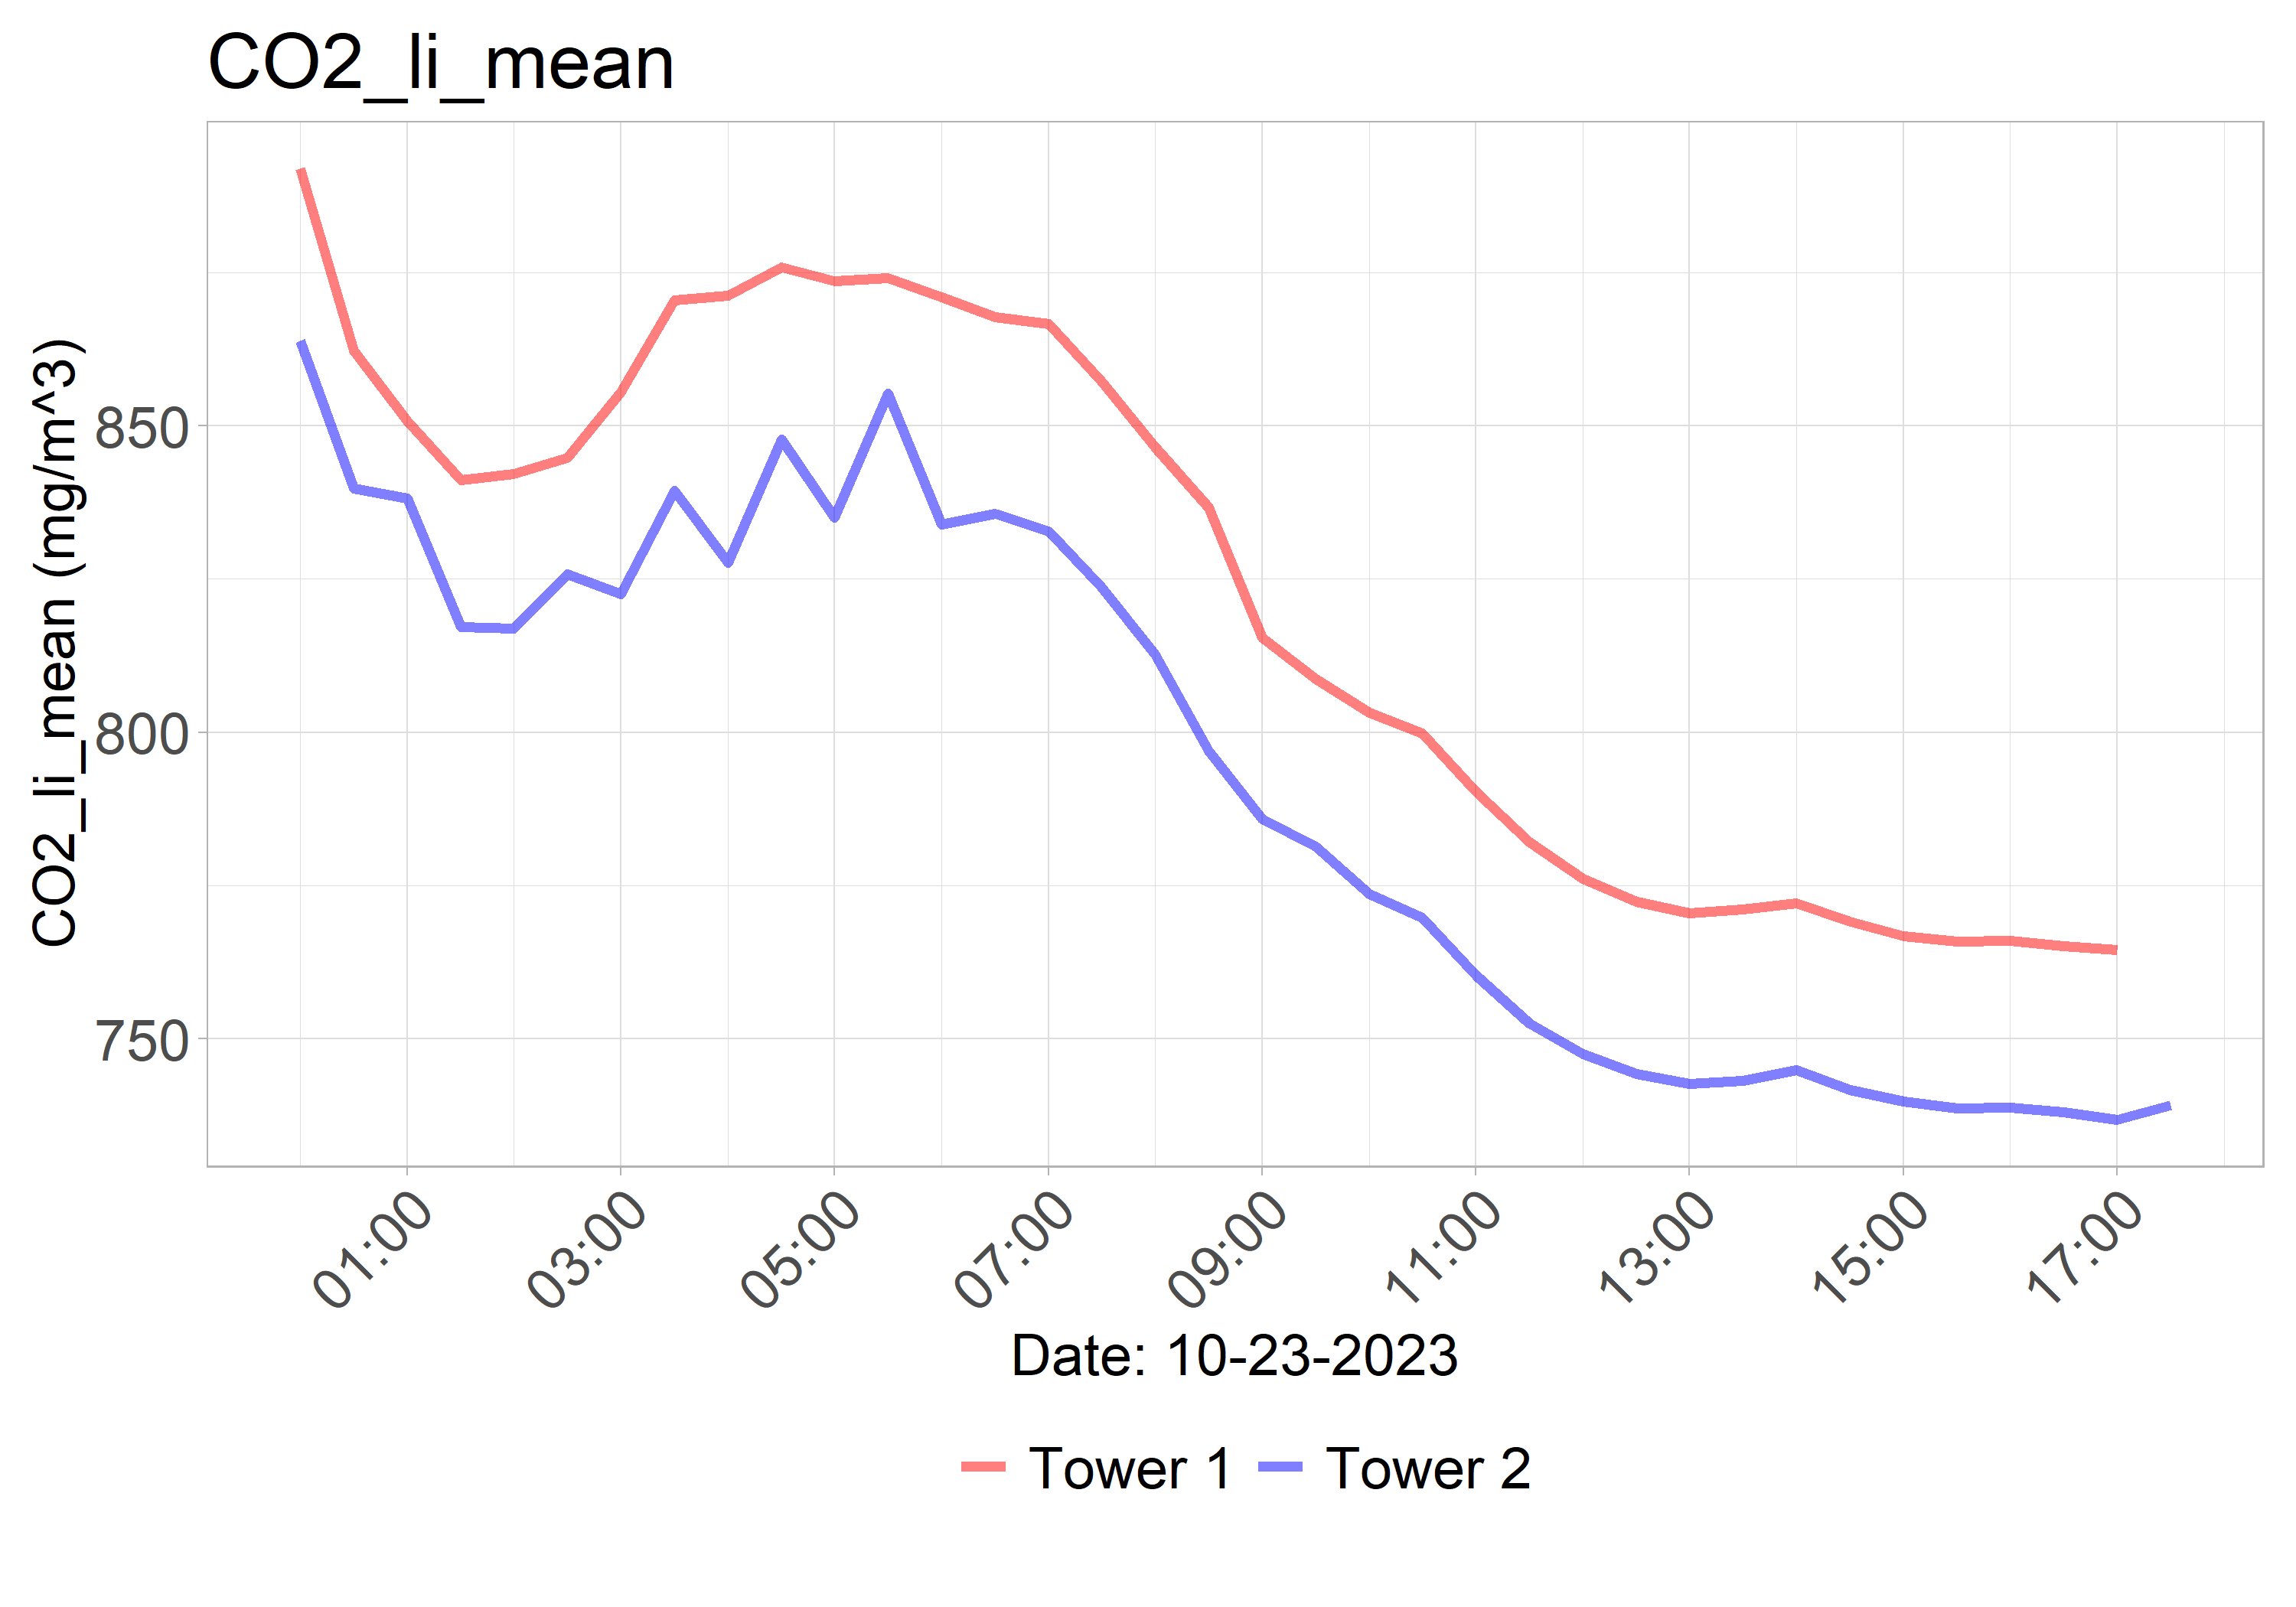 CO2_li_mean
CO2_li_mean (mg/m^3)
850
800
750
01:00
03:00
05:00
07:00
09:00
11:00
13:00
15:00
17:00
Date: 10-23-2023
Tower 1
Tower 2